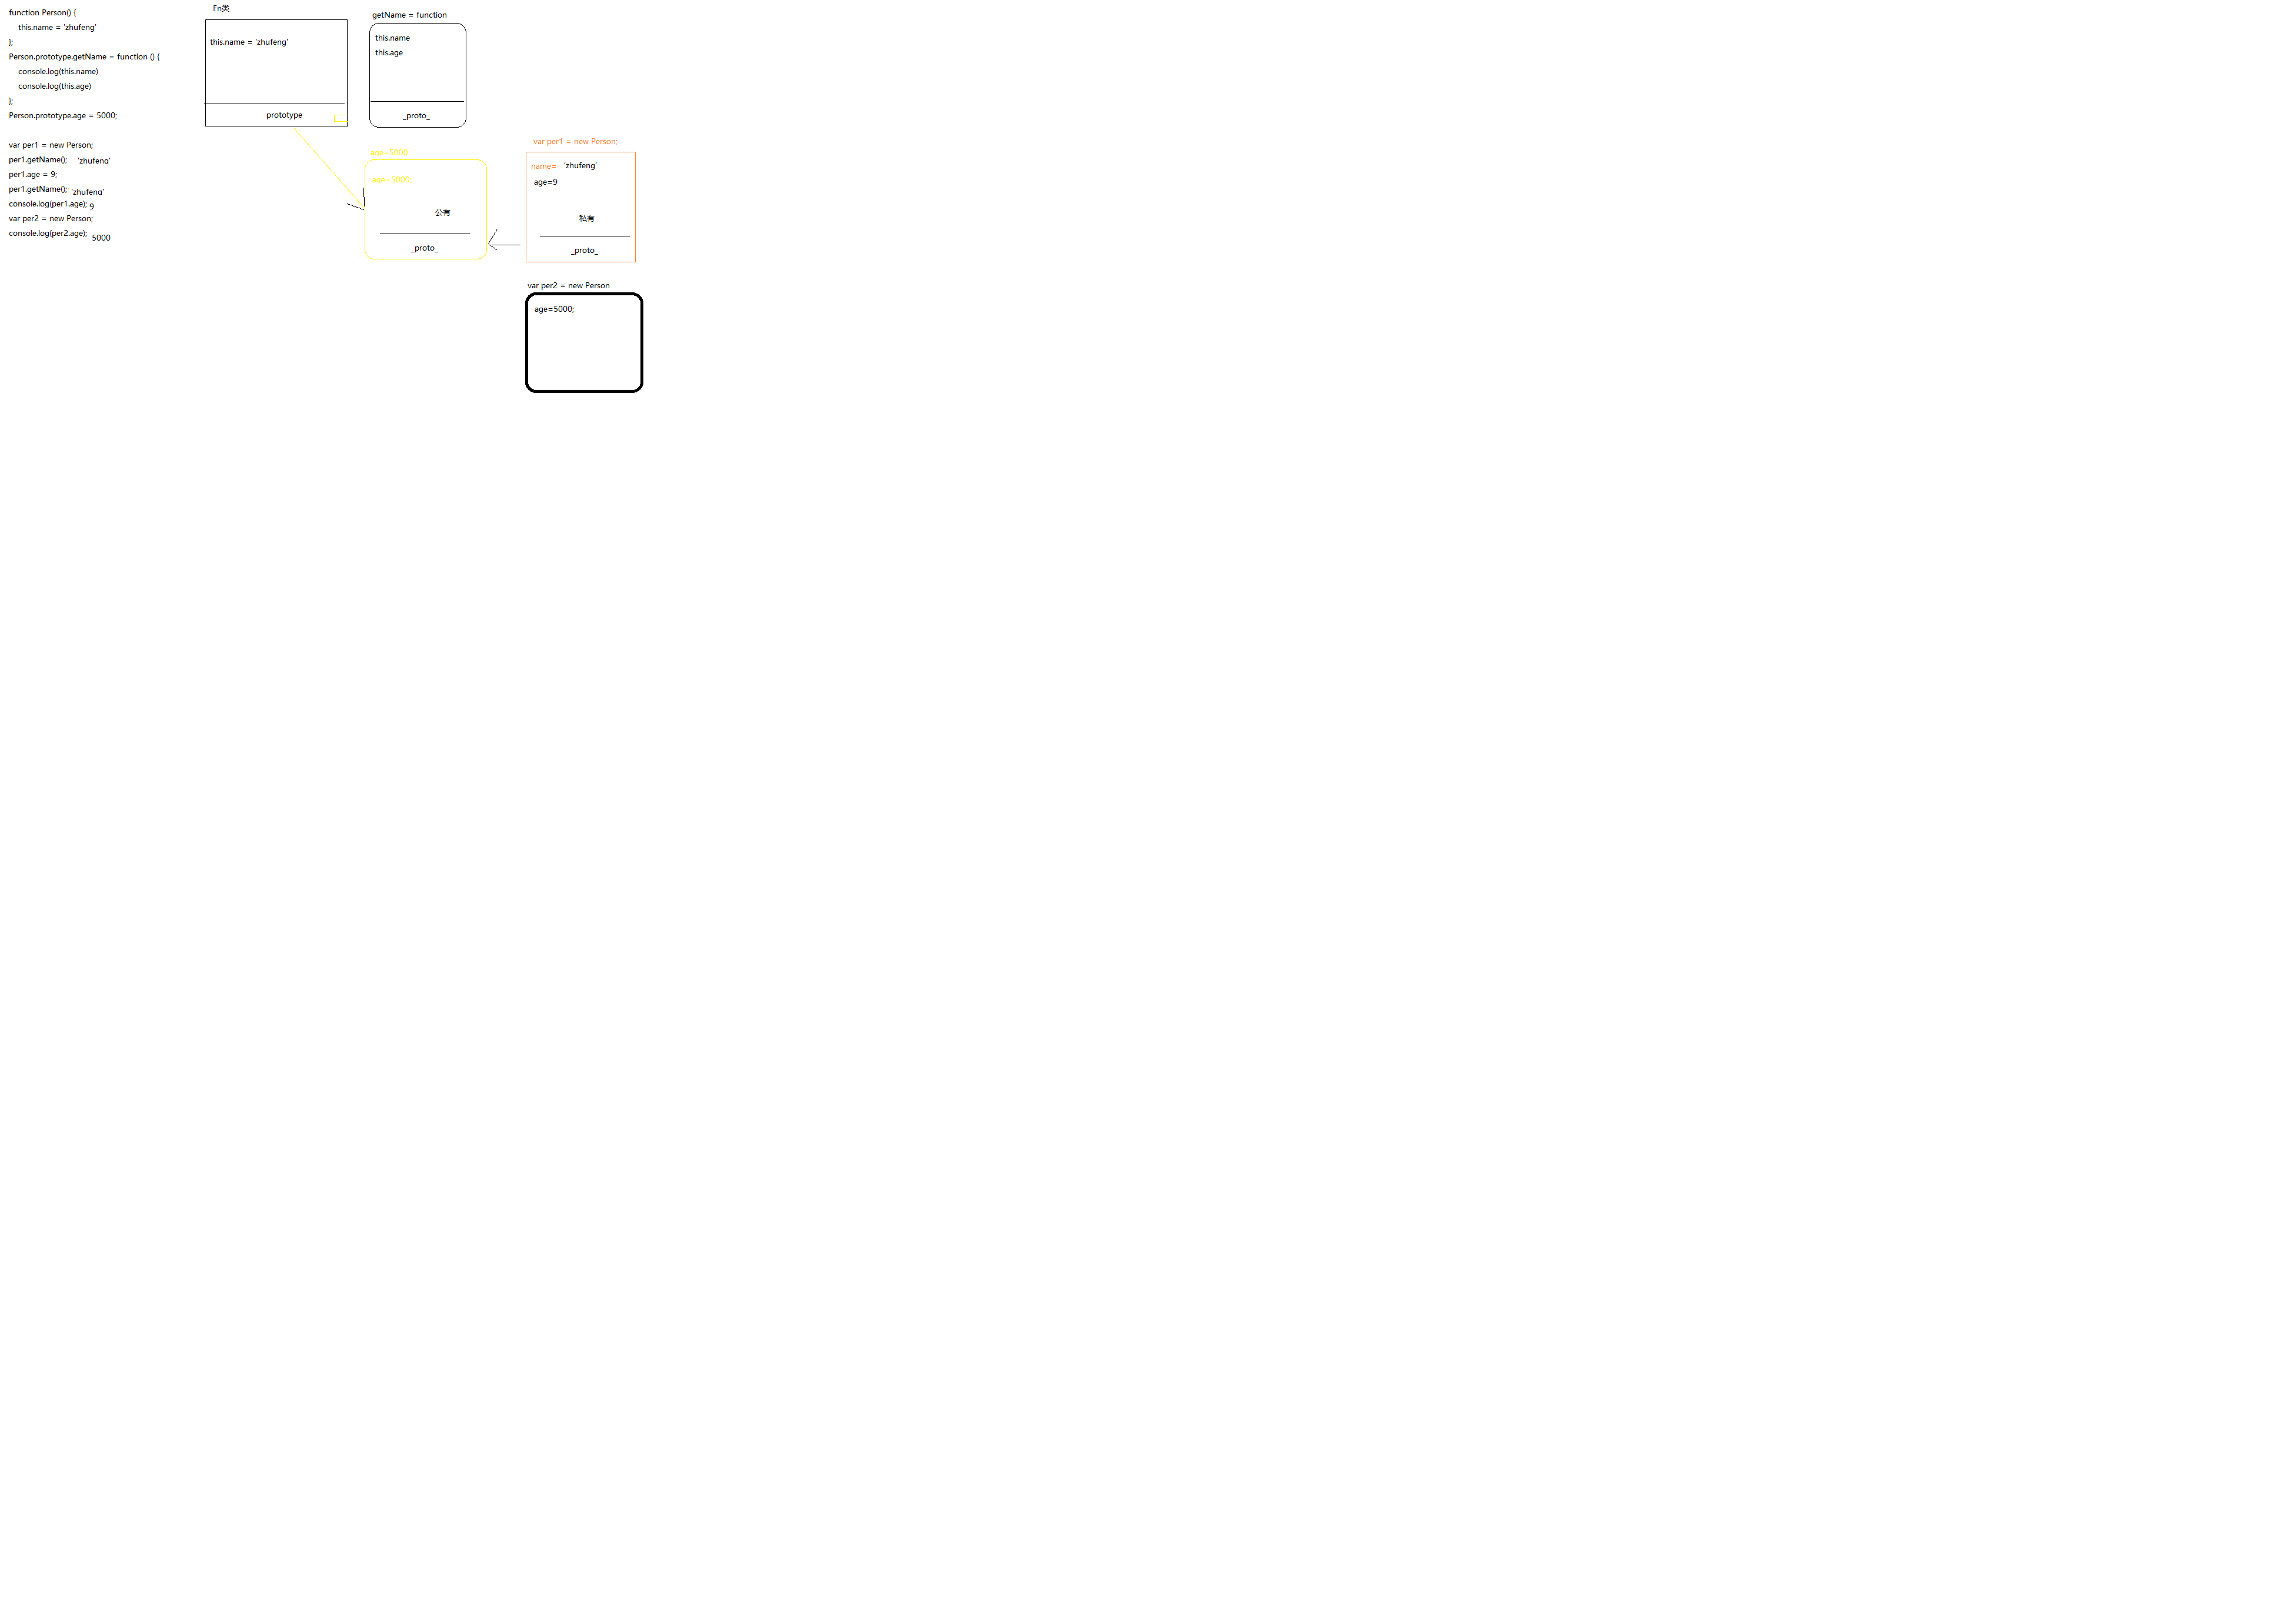 function Person() {
this.name = 'zhufeng'
};
Person.prototype.getName = function () {
console.log(this.name)
console.log(this.age)
};
Person.prototype.age = 5000;
var per1 = new Person;
per1.getName(); 'zhufeng'
per1.age = 9;
per1.getName(); 'zhufeng'
console.log(per1.age); 9
var per2 = new Person;
console.log(per2.age); 5000
Fn类
this.name = 'zhufeng'
prototype
getName = function
this.name
this.age
_proto_
age=5000
age=5000;
公有
_proto_
var per1 = new Person;
name= 'zhufeng'
age=9
私有
_proto_
var per2 = new Person
age=5000;